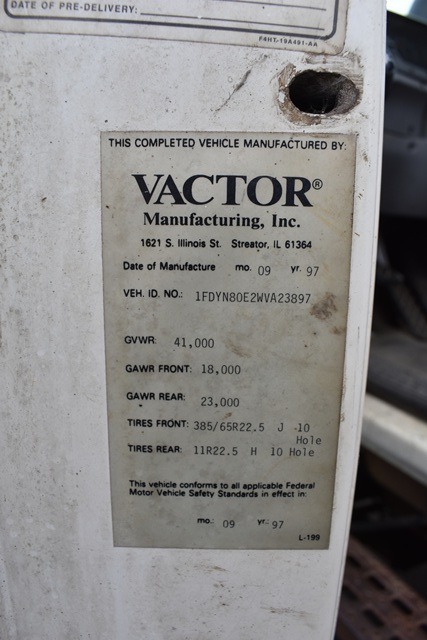 DATE OF PRE-DELIVERY:
F4HT-19A491-AA
THIS COMPLETED VEHICLE MANUFACTURED BY:
VACTOR®
Manufacturing, Inc.
1621 S. Illinois St. Streator, IL 61364
Date of Manufacture mo. 09 yr. 97
VEH. ID. NO.: 1FDYN80E2WVA23897
GVWR: 41,000
GAWR FRONT: 18,000
GAWR REAR: 23,000
TIRES FRONT: 385/65R22.5 J -10
Hole
TIRES REAR: 11R22.5 H 10 Hole
This vehicle conforms to all applicable Federal
Motor Vehicle Safety Standards in effect in:
mo.: 09 yr.: 97
L-199